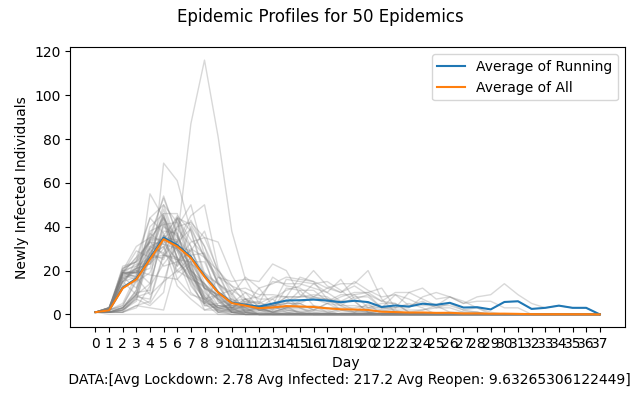 Epidemic Profiles for 50 Epidemics
120
100
80
60
40
20
0
Newly Infected Individuals
Average of Running
Average of All
0 1 2 3 4 5 6 7 8 9 10 11 12 13 14 15 16 17 18 19 20 21 22 23 24 25 26 27 28 29 30 31 32 33 34 35 36 37
Day
DATA:[Avg Lockdown: 2.78 Avg Infected: 217.2 Avg Reopen: 9.63265306122449]